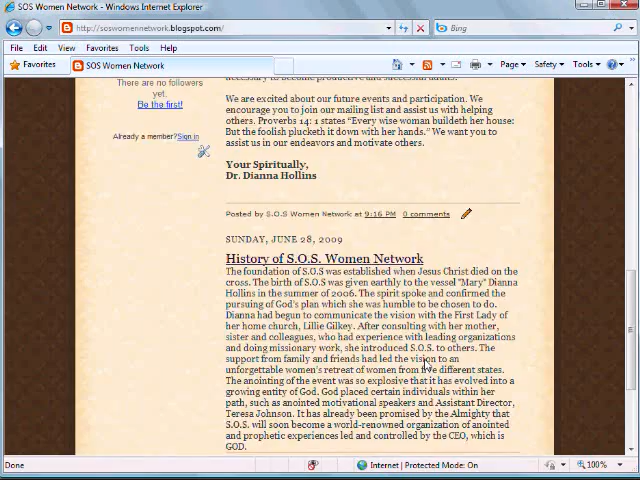 SOS Women Network - Windows Internet Explorer
http://soswomennetwork.blogspot.com/
Bing
File Edit View Favorites Tools Help
Favorites SOS Women Network Page Safety Tools
There are no followers
yet.
Be the first!
Already a member? Sign in
necessary to become productive and successful adults.
We are excited about our future events and participation. We
encourage you to join our mailing list and assist us with helping
others. Proverbs 14: 1 states "Every wise woman buildeth her house:
But the foolish plucketh it down with her hands." We want you to
assist us in our endeavors and motivate others.
Your Spiritually,
Dr. Dianna Hollins
Posted by S.O.S Women Network at 9:16 PM 0 comments
SUNDAY, JUNE 28, 2009
History of S.O.S. Women Network
The foundation of S.O.S was established when Jesus Christ died on the
cross. The birth of S.O.S was given earthly to the vessel "Mary" Dianna
Hollins in the summer of 2006. The spirit spoke and confirmed the
pursuing of God's plan which she was humble to be chosen to do.
Dianna had begun to communicate the vision with the First Lady of
her home church, Lillie Gilkey. After consulting with her mother,
sister and colleagues, who had experience with leading organizations
and doing missionary work, she introduced S.O.S. to others. The
support from family and friends had led the vision to an
unforgettable women's retreat of women from five different states.
The anointing of the event was so explosive that it has evolved into a
growing entity of God. God placed certain individuals within her
path, such as anointed motivational speakers and Assistant Director,
Teresa Johnson. It has already been promised by the Almighty that
S.O.S. will soon become a world-renowned organization of anointed
and prophetic experiences led and controlled by the CEO, which is
GOD.
Done Internet | Protected Mode: On 100%